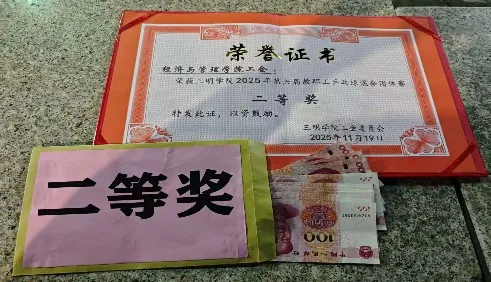 荣誉证书
经济与管理学院工会:
荣获三明学院2025年第六届教职工乒乓球混合团体赛
二等奖
特发此证,以资鼓励。
三明学院工会委员会
2025年11月19日
二等奖
100